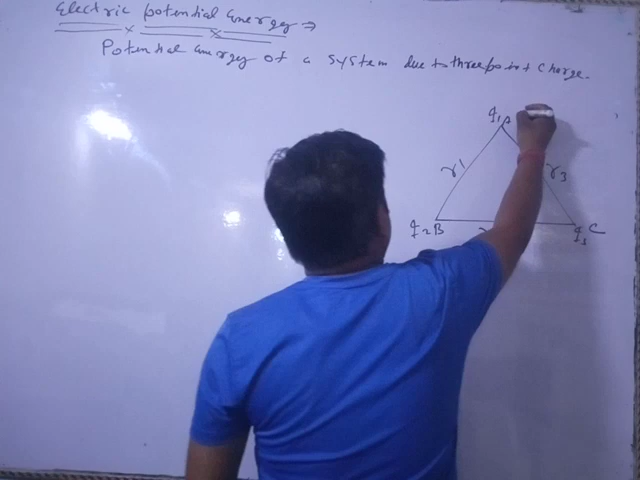 Electric potential energy ⇒
Potential energy of a system due to three point charge.
q1 A
r1
r3
q2 B
q3 C